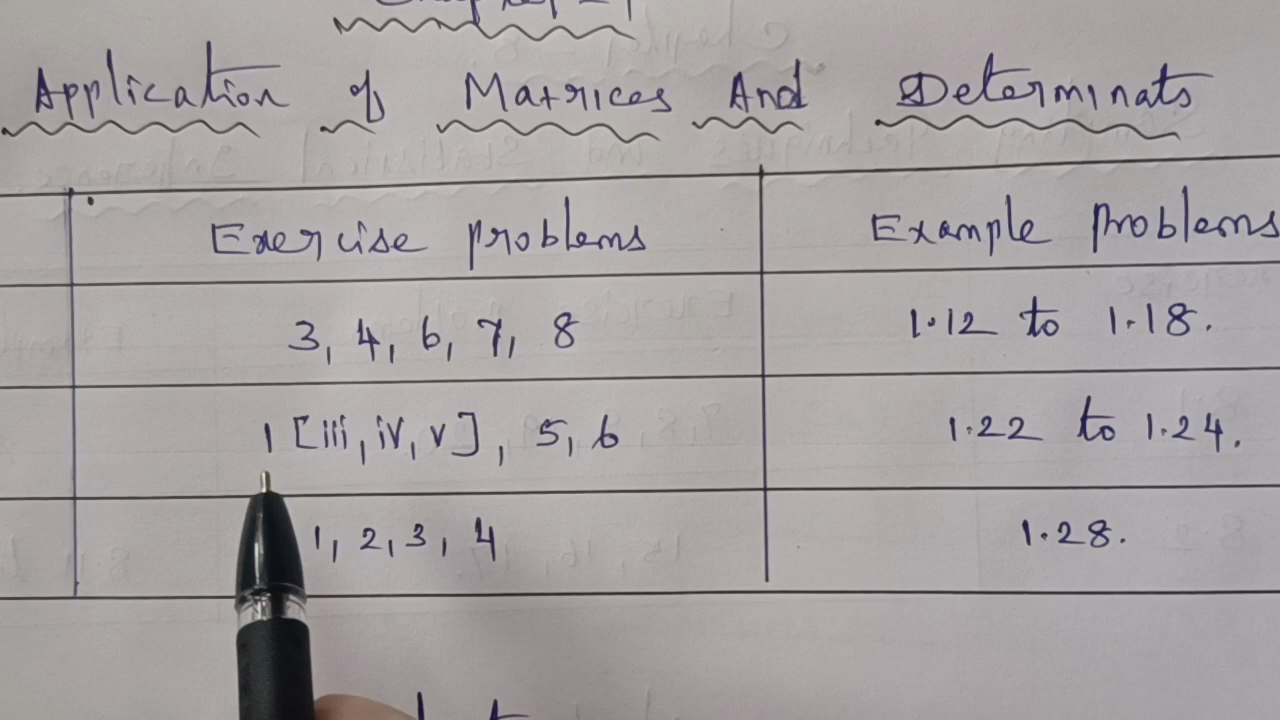 Application of Matrices And Determinats
Exercise problems Example Problems
3, 4, 6, 7, 8 1.12 to 1.18.
1 [iii, iv, v], 5, 6 1.22 to 1.24.
1, 2, 3, 4 1.28.